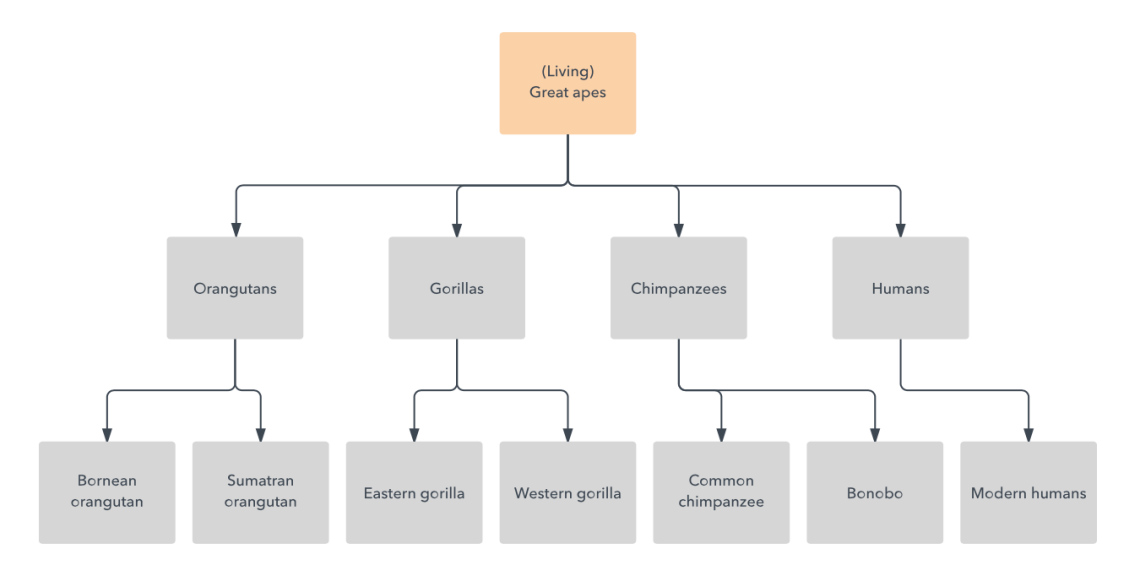 (Living)
Great apes
Orangutans
Gorillas
Chimpanzees
Humans
Bornean
orangutan
Sumatran
orangutan
Eastern gorilla
Western gorilla
Common
chimpanzee
Bonobo
Modern humans